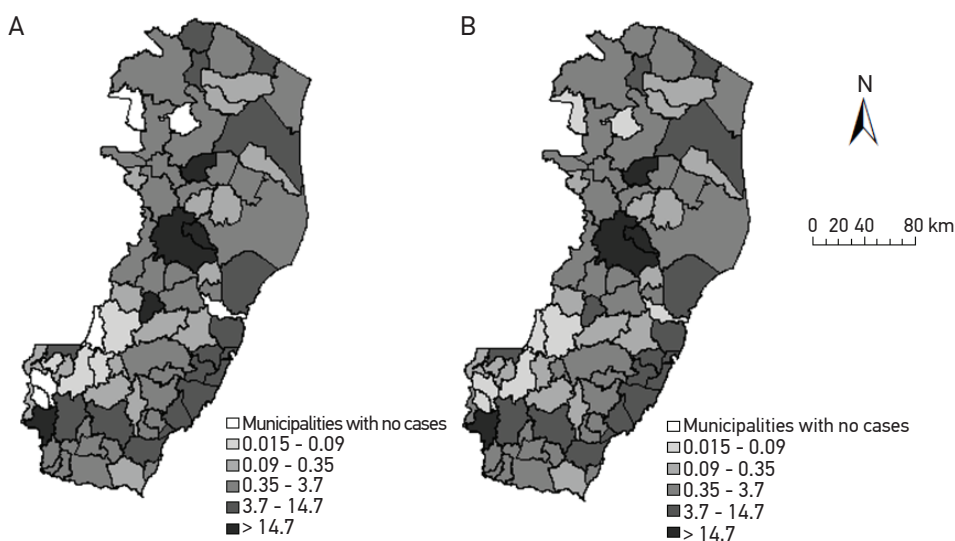 A
B
N
0 20 40 80 km
Municipalities with no cases
0.015 - 0.09
0.09 - 0.35
0.35 - 3.7
3.7 - 14.7
> 14.7
Municipalities with no cases
0.015 - 0.09
0.09 - 0.35
0.35 - 3.7
3.7 - 14.7
> 14.7